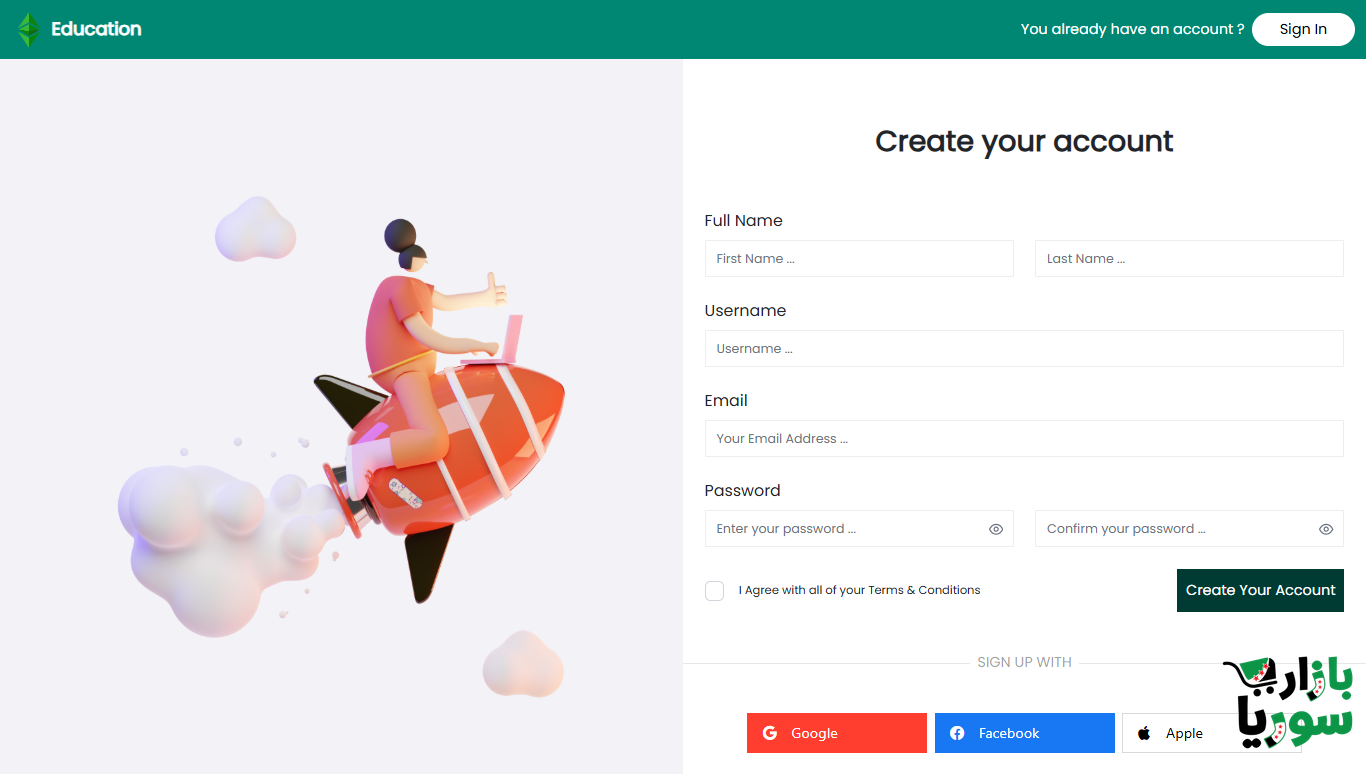 Education
You already have an account ?
Sign In
Create your account
Full Name
First Name ...
Last Name ...
Username
Username ...
Email
Your Email Address ...
Password
Enter your password ...
Confirm your password ...
I Agree with all of your Terms & Conditions
Create Your Account
SIGN UP WITH
Google
Facebook
Apple
بازار
سوريا